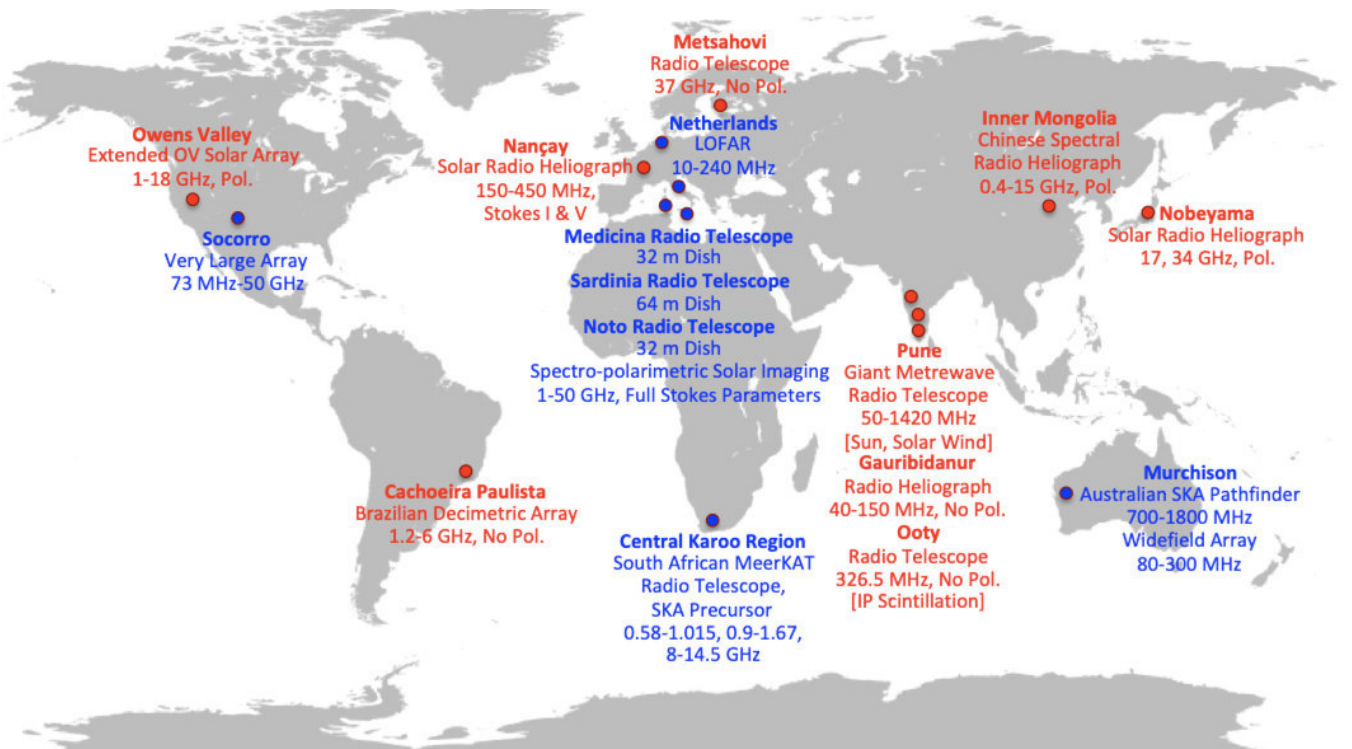 Metsahovi
Radio Telescope
37 GHz, No Pol.
Owens Valley
Extended OV Solar Array
1-18 GHz, Pol.
Socorro
Very Large Array
73 MHz-50 GHz
Nançay
Solar Radio Heliograph
150-450 MHz,
Stokes I & V
Netherlands
LOFAR
10-240 MHz
Inner Mongolia
Chinese Spectral
Radio Heliograph
0.4-15 GHz, Pol.
Nobeyama
Solar Radio Heliograph
17, 34 GHz, Pol.
Medicina Radio Telescope
32 m Dish
Sardinia Radio Telescope
64 m Dish
Noto Radio Telescope
32 m Dish
Spectro-polarimetric Solar Imaging
1-50 GHz, Full Stokes Parameters
Pune
Giant Metrewave
Radio Telescope
50-1420 MHz
[Sun, Solar Wind]
Gauribidanur
Radio Heliograph
40-150 MHz, No Pol.
Ooty
Radio Telescope
326.5 MHz, No Pol.
[IP Scintillation]
Cachoeira Paulista
Brazilian Decimetric Array
1.2-6 GHz, No Pol.
Central Karoo Region
South African MeerKAT
Radio Telescope,
SKA Precursor
0.58-1.015, 0.9-1.67,
8-14.5 GHz
Murchison
Australian SKA Pathfinder
700-1800 MHz
Widefield Array
80-300 MHz